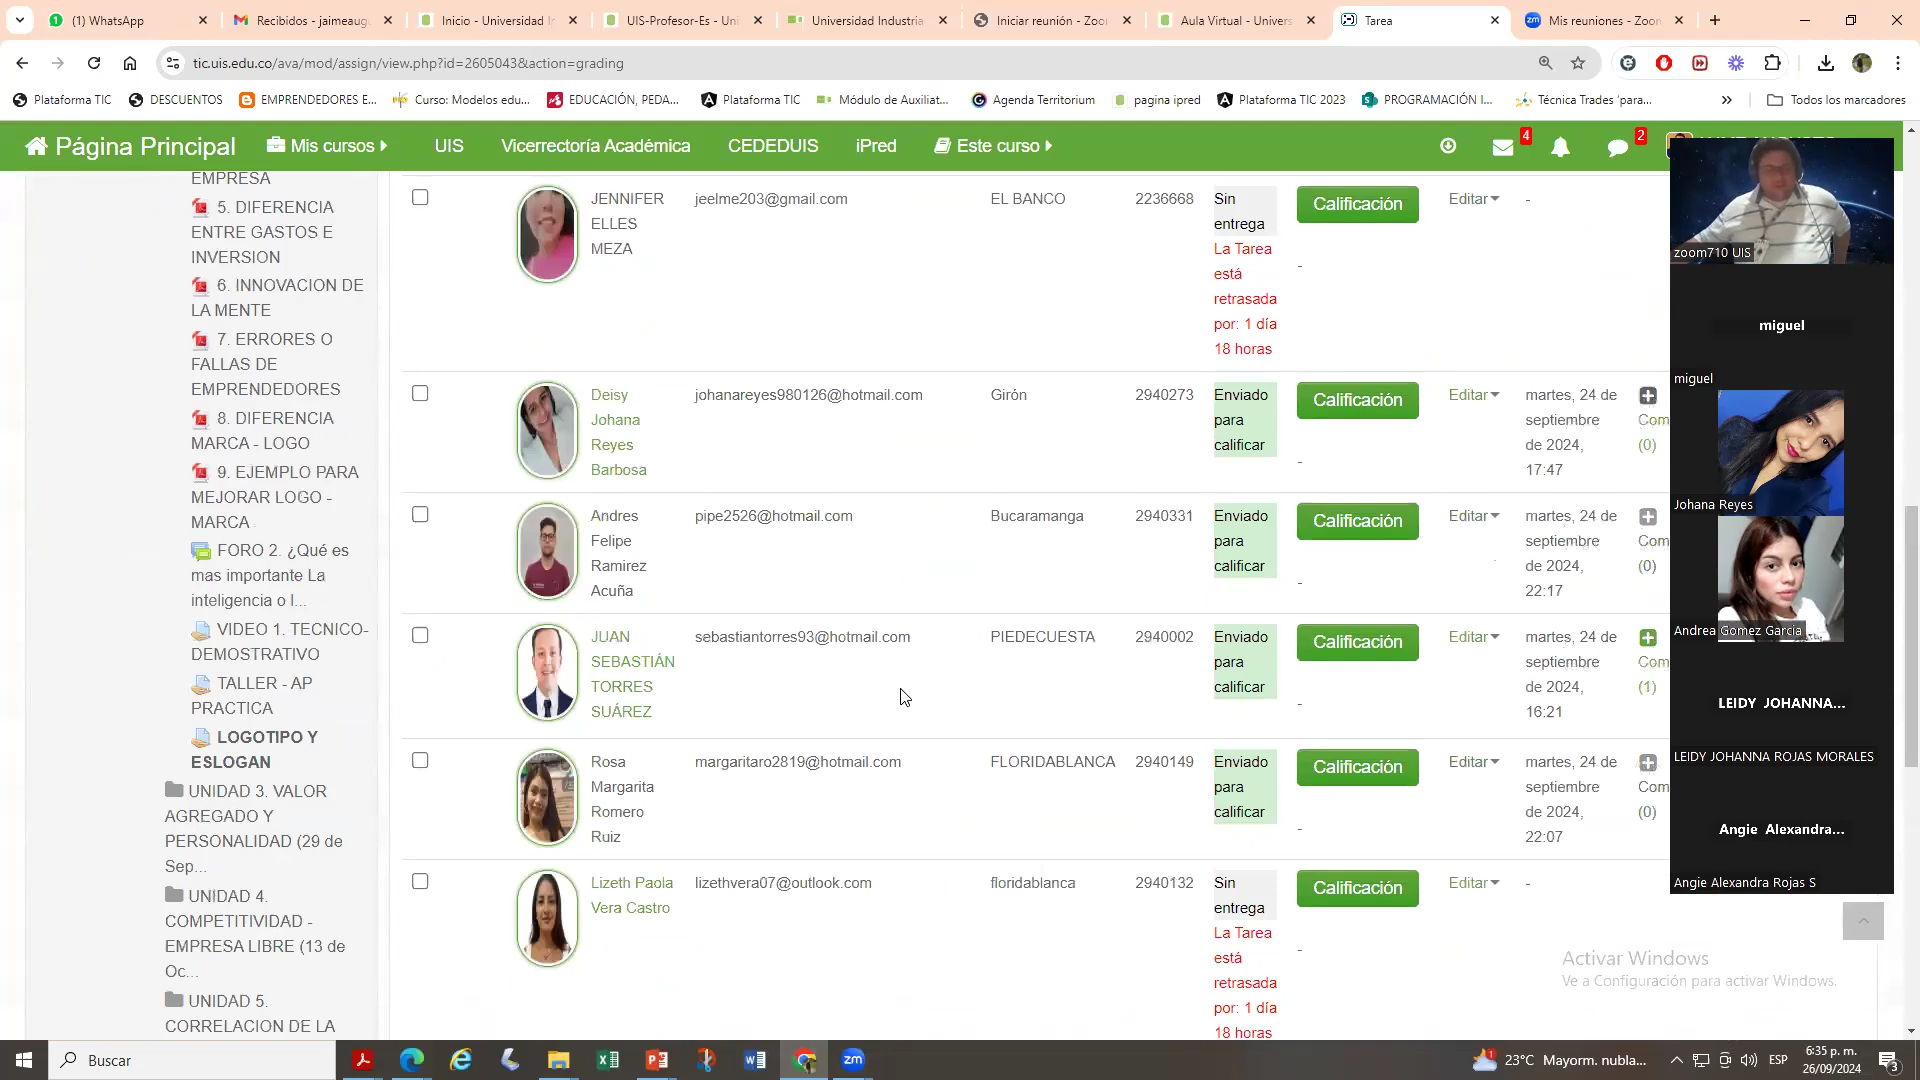 (1) WhatsApp
Recibidos - jaimeaug
Inicio - Universidad In
UIS-Profesor-Es - Uni
Universidad Industria
Iniciar reunión - Zoo
Aula Virtual - Univers
Tarea
Mis reuniones - Zoom
tic.uis.edu.co/ava/mod/assign/view.php?id=2605043&action=grading
Plataforma TIC
DESCUENTOS
EMPRENDEDORES E...
Curso: Modelos edu...
EDUCACIÓN, PEDA...
Plataforma TIC
Módulo de Auxiliat...
Agenda Territorium
pagina ipred
Plataforma TIC 2023
PROGRAMACIÓN I...
Técnica Trades 'para...
Todos los marcadores
Página Principal
Mis cursos
UIS
Vicerrectoría Académica
CEDEDUIS
iPred
Este curso
4
2
EMPRESA
5. DIFERENCIA
ENTRE GASTOS E
INVERSION
6. INNOVACION DE
LA MENTE
7. ERRORES O
FALLAS DE
EMPRENDEDORES
8. DIFERENCIA
MARCA - LOGO
9. EJEMPLO PARA
MEJORAR LOGO -
MARCA
FORO 2. ¿Qué es
mas importante La
inteligencia o l...
VIDEO 1. TECNICO-
DEMOSTRATIVO
TALLER - AP
PRACTICA
LOGOTIPO Y
ESLOGAN
UNIDAD 3. VALOR
AGREGADO Y
PERSONALIDAD (29 de
Sep...
UNIDAD 4.
COMPETITIVIDAD -
EMPRESA LIBRE (13 de
Oc...
UNIDAD 5.
CORRELACION DE LA
JENNIFER
ELLES
MEZA
jeelme203@gmail.com
EL BANCO
2236668
Sin
entrega
La Tarea
está
retrasada
por: 1 día
18 horas
Calificación
-
Editar
-
Deisy
Johana
Reyes
Barbosa
johanareyes980126@hotmail.com
Girón
2940273
Enviado
para
calificar
Calificación
-
Editar
martes, 24 de
septiembre
de 2024,
17:47
Com
(0)
Andres
Felipe
Ramirez
Acuña
pipe2526@hotmail.com
Bucaramanga
2940331
Enviado
para
calificar
Calificación
-
Editar
martes, 24 de
septiembre
de 2024,
22:17
Com
(0)
JUAN
SEBASTIÁN
TORRES
SUÁREZ
sebastiantorres93@hotmail.com
PIEDECUESTA
2940002
Enviado
para
calificar
Calificación
-
Editar
martes, 24 de
septiembre
de 2024,
16:21
Com
(1)
Rosa
Margarita
Romero
Ruiz
margaritaro2819@hotmail.com
FLORIDABLANCA
2940149
Enviado
para
calificar
Calificación
-
Editar
martes, 24 de
septiembre
de 2024,
22:07
Com
(0)
Lizeth Paola
Vera Castro
lizethvera07@outlook.com
floridablanca
2940132
Sin
entrega
La Tarea
está
retrasada
por: 1 día
18 horas
Calificación
-
Editar
-
zoom710 UIS
miguel
miguel
Johana Reyes
Andrea Gomez Garcia
LEIDY JOHANNA...
LEIDY JOHANNA ROJAS MORALES
Angie Alexandra...
Angie Alexandra Rojas S
Activar Windows
Ve a Configuración para activar Windows.
Buscar
23°C Mayorm. nubla...
ESP
6:35 p. m.
26/09/2024
3